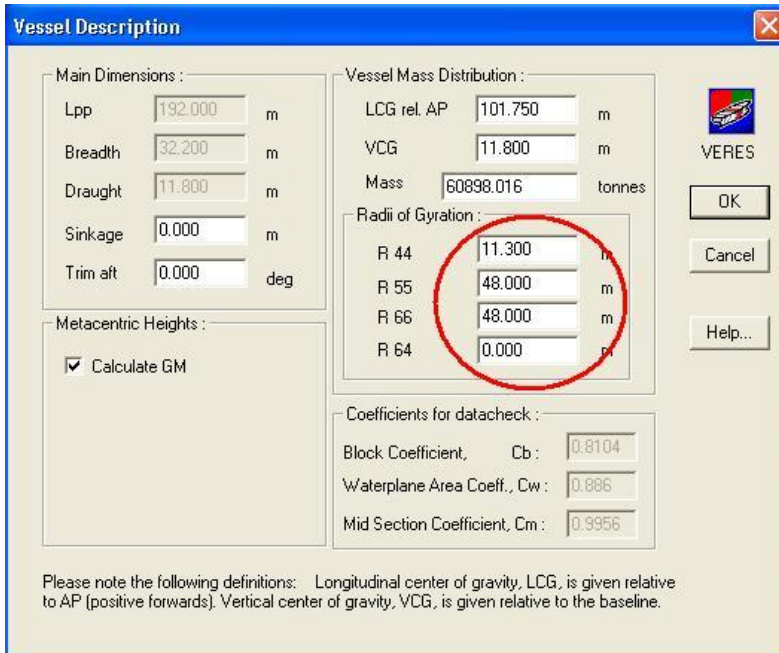 Vessel Description
Main Dimensions :
Lpp 192.000 m
Breadth 32.200 m
Draught 11.800 m
Sinkage 0.000 m
Trim aft 0.000 deg
Metacentric Heights :
Calculate GM
Vessel Mass Distribution :
LCG rel. AP 101.750 m
VCG 11.800 m
Mass 60898.016 tonnes
Radii of Gyration :
R 44 11.300 m
R 55 48.000 m
R 66 48.000 m
R 64 0.000 m
Coefficients for datacheck :
Block Coefficient, Cb : 0.8104
Waterplane Area Coeff., Cw : 0.886
Mid Section Coefficient, Cm : 0.9956
VERES
OK
Cancel
Help...
Please note the following definitions: Longitudinal center of gravity, LCG, is given relative
to AP (positive forwards). Vertical center of gravity, VCG, is given relative to the baseline.